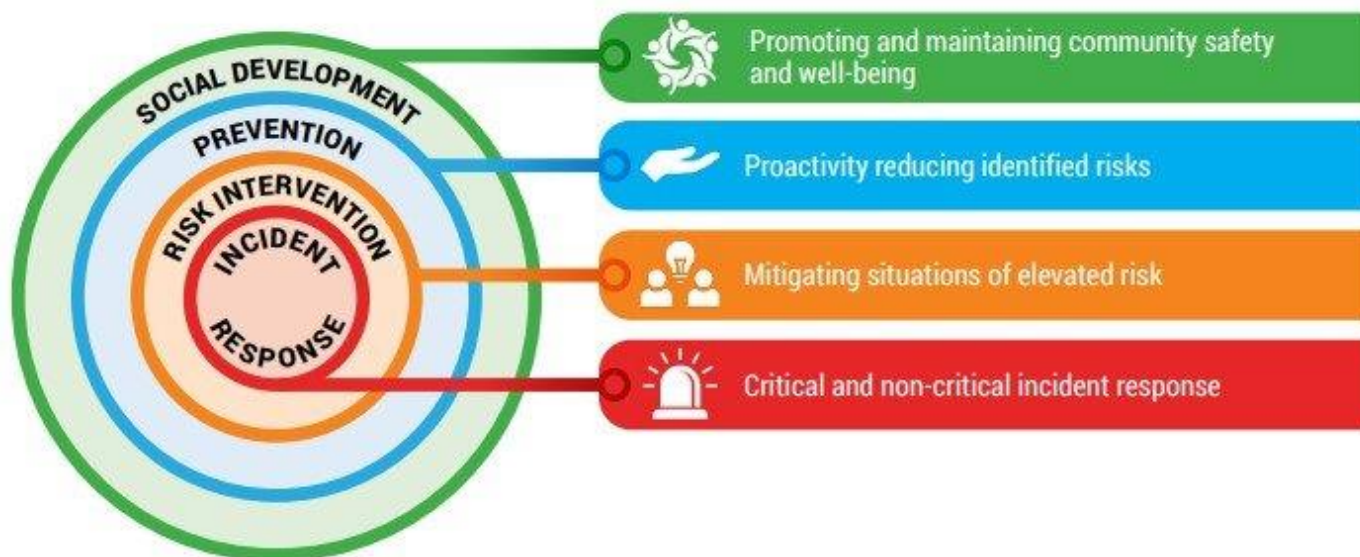 SOCIAL DEVELOPMENT
PREVENTION
RISK INTERVENTION
INCIDENT
RESPONSE
Promoting and maintaining community safety
and well-being
Proactivity reducing identified risks
Mitigating situations of elevated risk
Critical and non-critical incident response